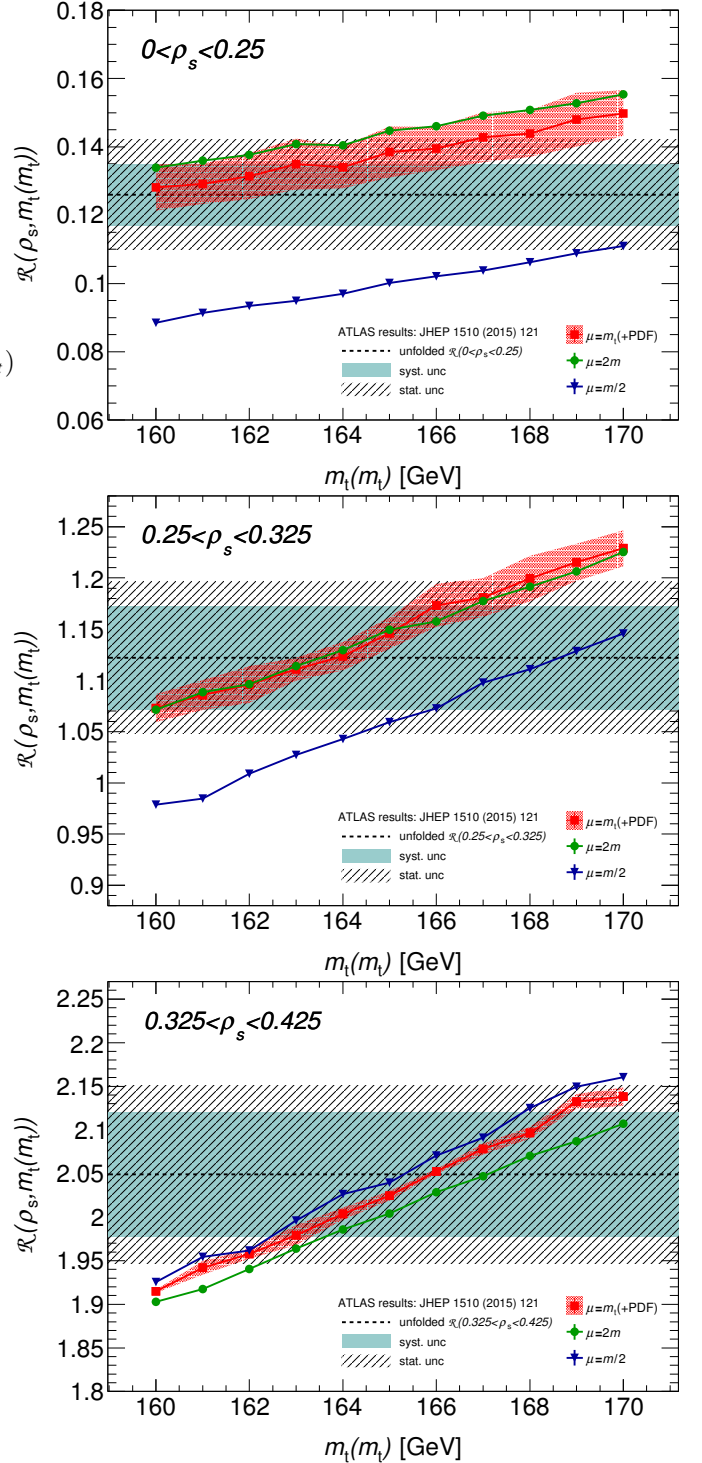 0<ρs<0.25
0.18
0.16
0.14
0.12
0.1
0.08
0.06
ℛ(ρs,mt(mt))
ATLAS results: JHEP 1510 (2015) 121
unfolded ℛ(0<ρs<0.25)
syst. unc
stat. unc
μ=mt(+PDF)
μ=2m
μ=m/2
160 162 164 166 168 170
mt(mt) [GeV]
0.25<ρs<0.325
1.25
1.2
1.15
1.1
1.05
1
0.95
0.9
ℛ(ρs,mt(mt))
ATLAS results: JHEP 1510 (2015) 121
unfolded ℛ(0.25<ρs<0.325)
syst. unc
stat. unc
μ=mt(+PDF)
μ=2m
μ=m/2
160 162 164 166 168 170
mt(mt) [GeV]
0.325<ρs<0.425
2.25
2.2
2.15
2.1
2.05
2
1.95
1.9
1.85
1.8
ℛ(ρs,mt(mt))
ATLAS results: JHEP 1510 (2015) 121
unfolded ℛ(0.325<ρs<0.425)
syst. unc
stat. unc
μ=mt(+PDF)
μ=2m
μ=m/2
160 162 164 166 168 170
mt(mt) [GeV]